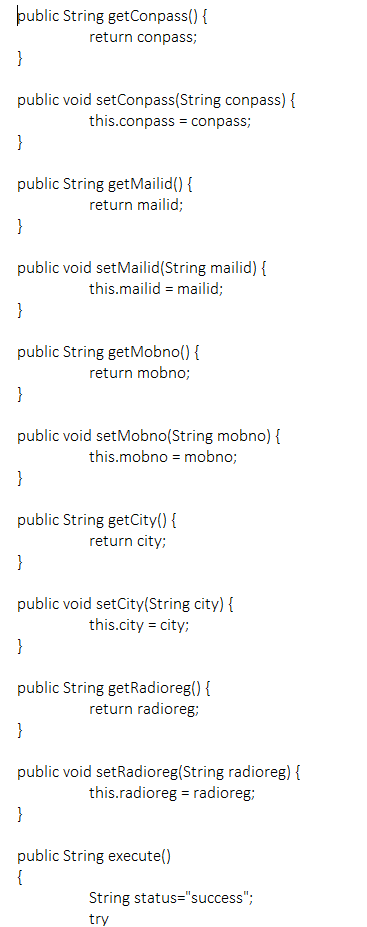 public String getConpass() {
return conpass;
}
public void setConpass(String conpass) {
this.conpass = conpass;
}
public String getMailid() {
return mailid;
}
public void setMailid(String mailid) {
this.mailid = mailid;
}
public String getMobno() {
return mobno;
}
public void setMobno(String mobno) {
this.mobno = mobno;
}
public String getCity() {
return city;
}
public void setCity(String city) {
this.city = city;
}
public String getRadioreg() {
return radioreg;
}
public void setRadioreg(String radioreg) {
this.radioreg = radioreg;
}
public String execute()
{
String status="success";
try